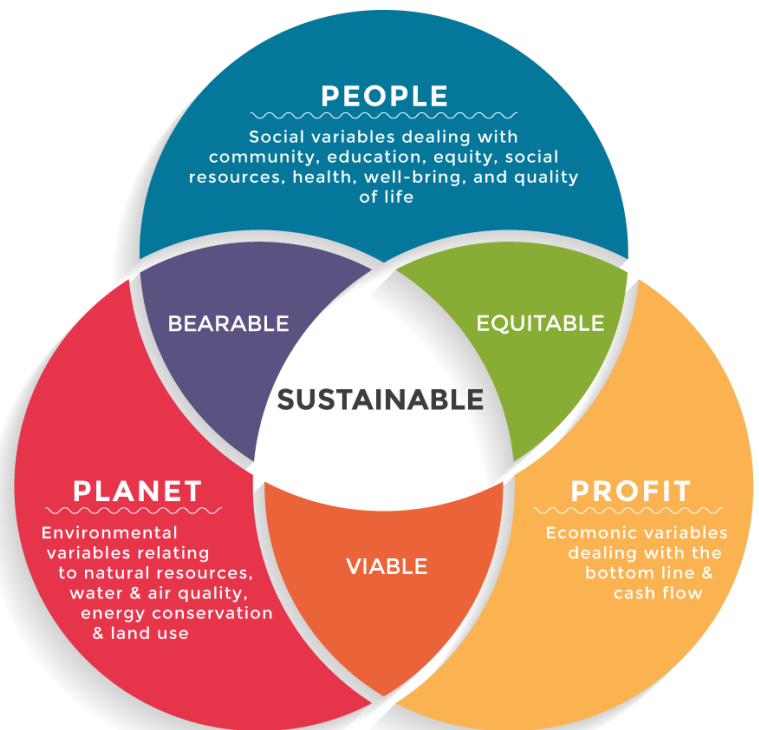 PEOPLE
Social variables dealing with
community, education, equity, social
resources, health, well-bring, and quality
of life
BEARABLE
EQUITABLE
SUSTAINABLE
PLANET
Environmental
variables relating
to natural resources,
water & air quality,
energy conservation
& land use
VIABLE
PROFIT
Ecomonic variables
dealing with the
bottom line &
cash flow